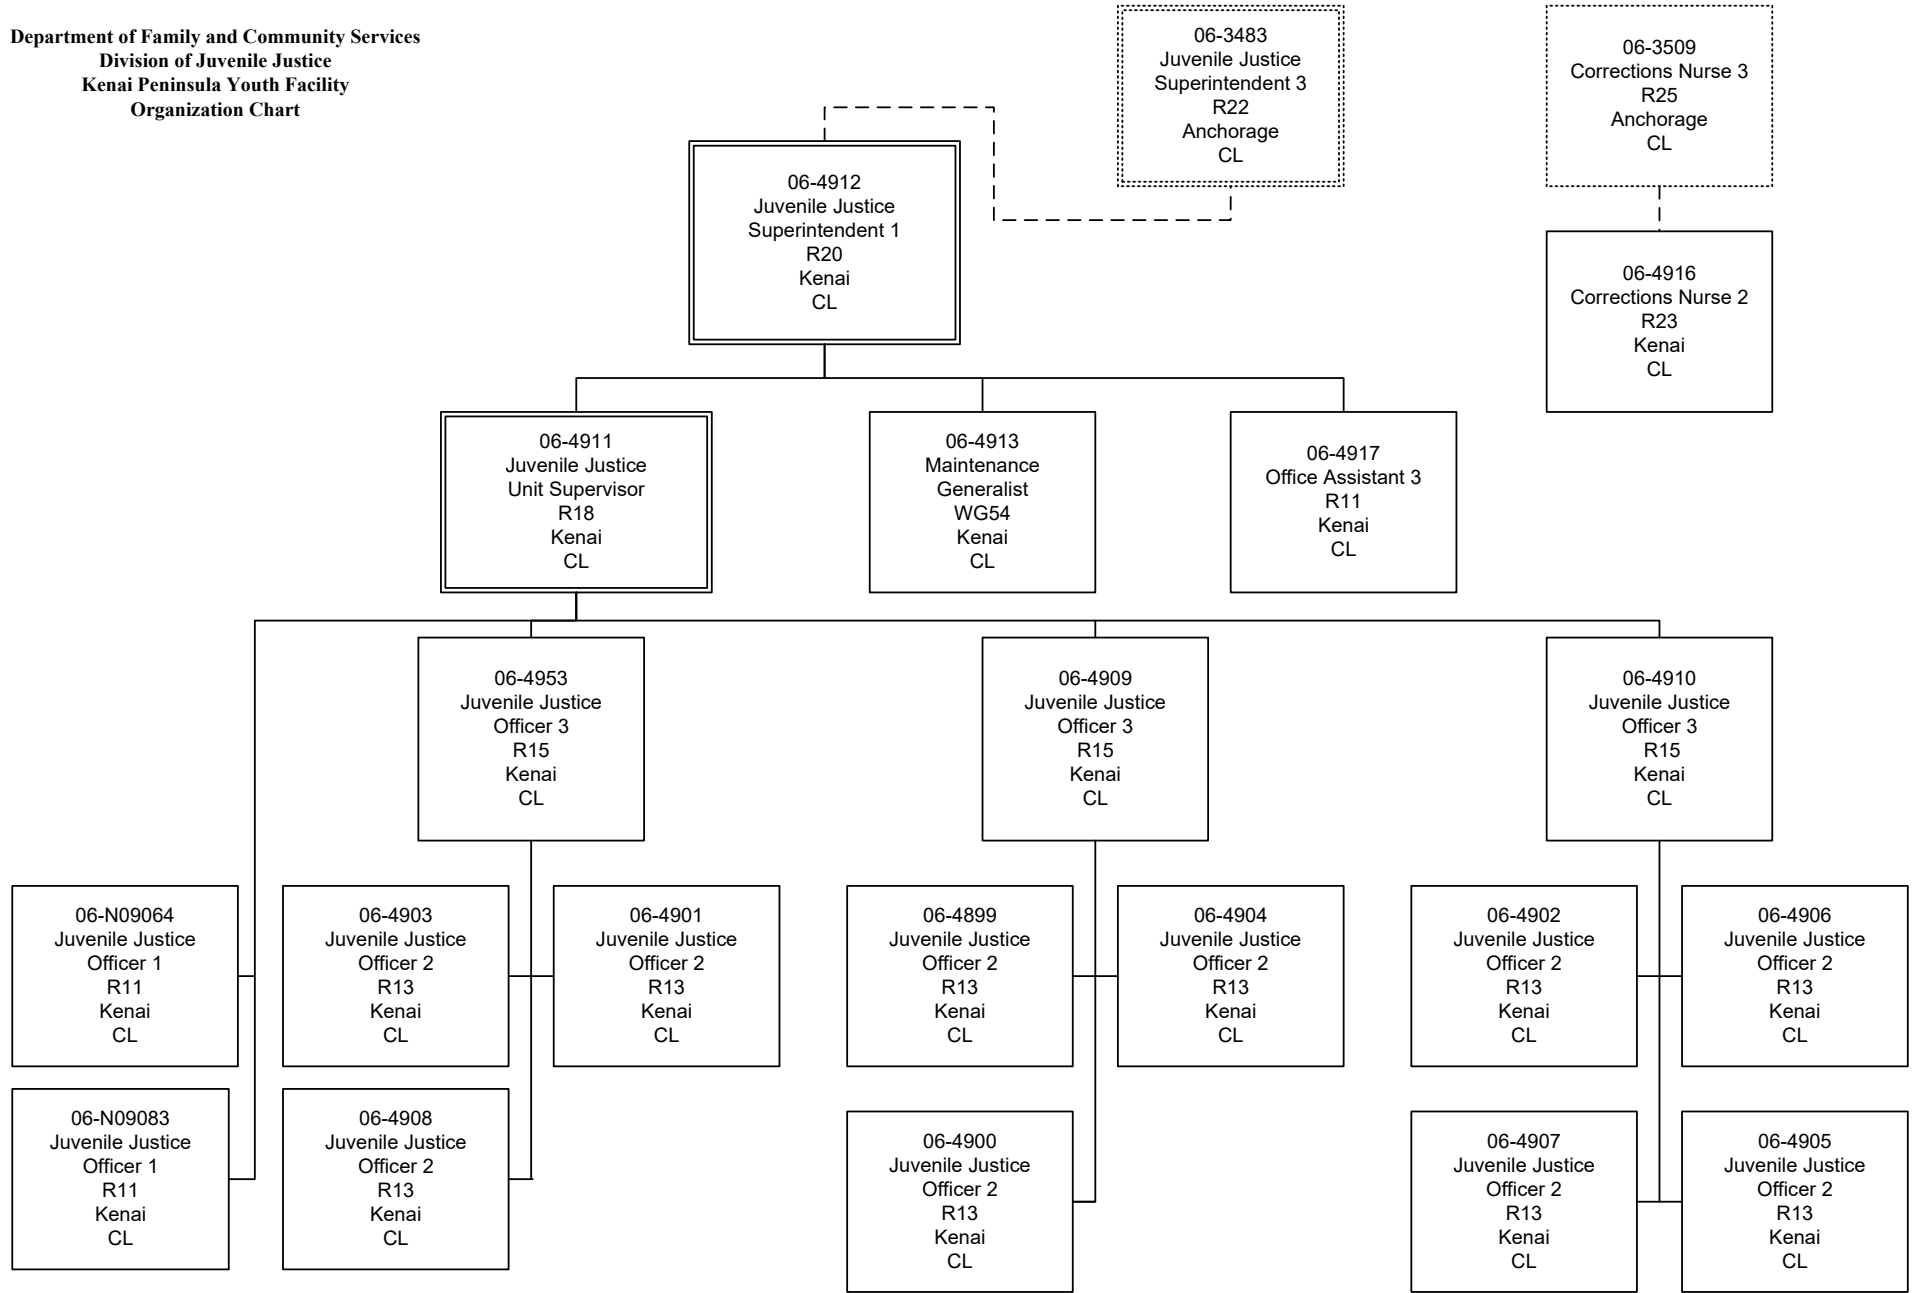 Department of Family and Community Services
Division of Juvenile Justice
Kenai Peninsula Youth Facility
Organization Chart
06-3483
Juvenile Justice
Superintendent 3
R22
Anchorage
CL
06-3509
Corrections Nurse 3
R25
Anchorage
CL
06-4912
Juvenile Justice
Superintendent 1
R20
Kenai
CL
06-4916
Corrections Nurse 2
R23
Kenai
CL
06-4911
Juvenile Justice
Unit Supervisor
R18
Kenai
CL
06-4913
Maintenance
Generalist
WG54
Kenai
CL
06-4917
Office Assistant 3
R11
Kenai
CL
06-4953
Juvenile Justice
Officer 3
R15
Kenai
CL
06-4909
Juvenile Justice
Officer 3
R15
Kenai
CL
06-4910
Juvenile Justice
Officer 3
R15
Kenai
CL
06-N09064
Juvenile Justice
Officer 1
R11
Kenai
CL
06-4903
Juvenile Justice
Officer 2
R13
Kenai
CL
06-4901
Juvenile Justice
Officer 2
R13
Kenai
CL
06-4899
Juvenile Justice
Officer 2
R13
Kenai
CL
06-4904
Juvenile Justice
Officer 2
R13
Kenai
CL
06-4902
Juvenile Justice
Officer 2
R13
Kenai
CL
06-4906
Juvenile Justice
Officer 2
R13
Kenai
CL
06-N09083
Juvenile Justice
Officer 1
R11
Kenai
CL
06-4908
Juvenile Justice
Officer 2
R13
Kenai
CL
06-4900
Juvenile Justice
Officer 2
R13
Kenai
CL
06-4907
Juvenile Justice
Officer 2
R13
Kenai
CL
06-4905
Juvenile Justice
Officer 2
R13
Kenai
CL